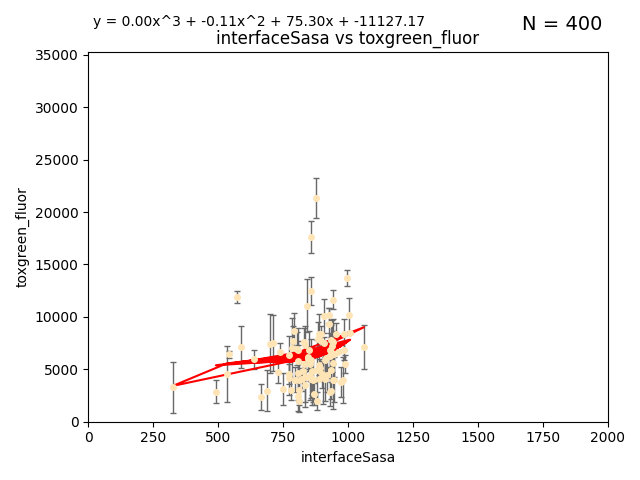 y = 0.00x^3 + -0.11x^2 + 75.30x + -11127.17
N = 400
interfaceSasa vs toxgreen_fluor
35000
30000
25000
20000
15000
10000
5000
0
toxgreen_fluor
0 250 500 750 1000 1250 1500 1750 2000
interfaceSasa